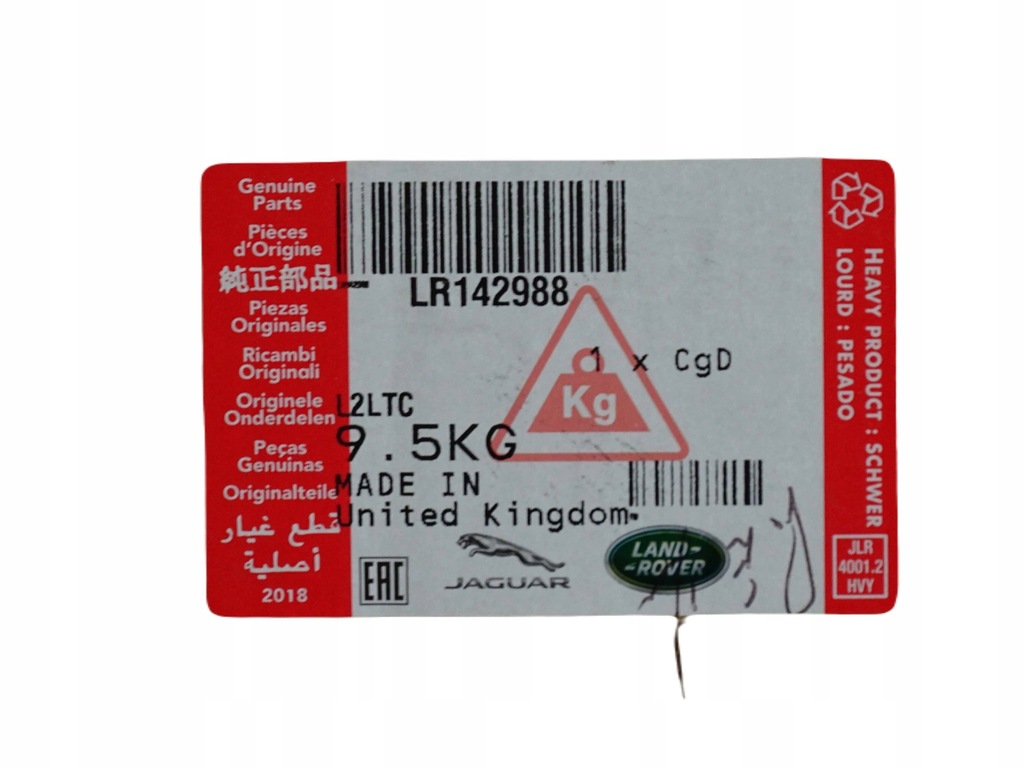 Genuine
Parts
Pièces
d'Origine
純正部品
Piezas
Originales
Ricambi
Originali
Originele
Onderdelen
Peças
Genuinas
Originalteile
قطع غيار
أصلية
2018
LR142988
1 x CgD
Kg
L2LTC
9.5KG
MADE IN
United Kingdom
EAC
JAGUAR
LAND-
-ROVER
HEAVY PRODUCT : SCHWER
LOURD : PESADO
JLR
4001.2
HVY